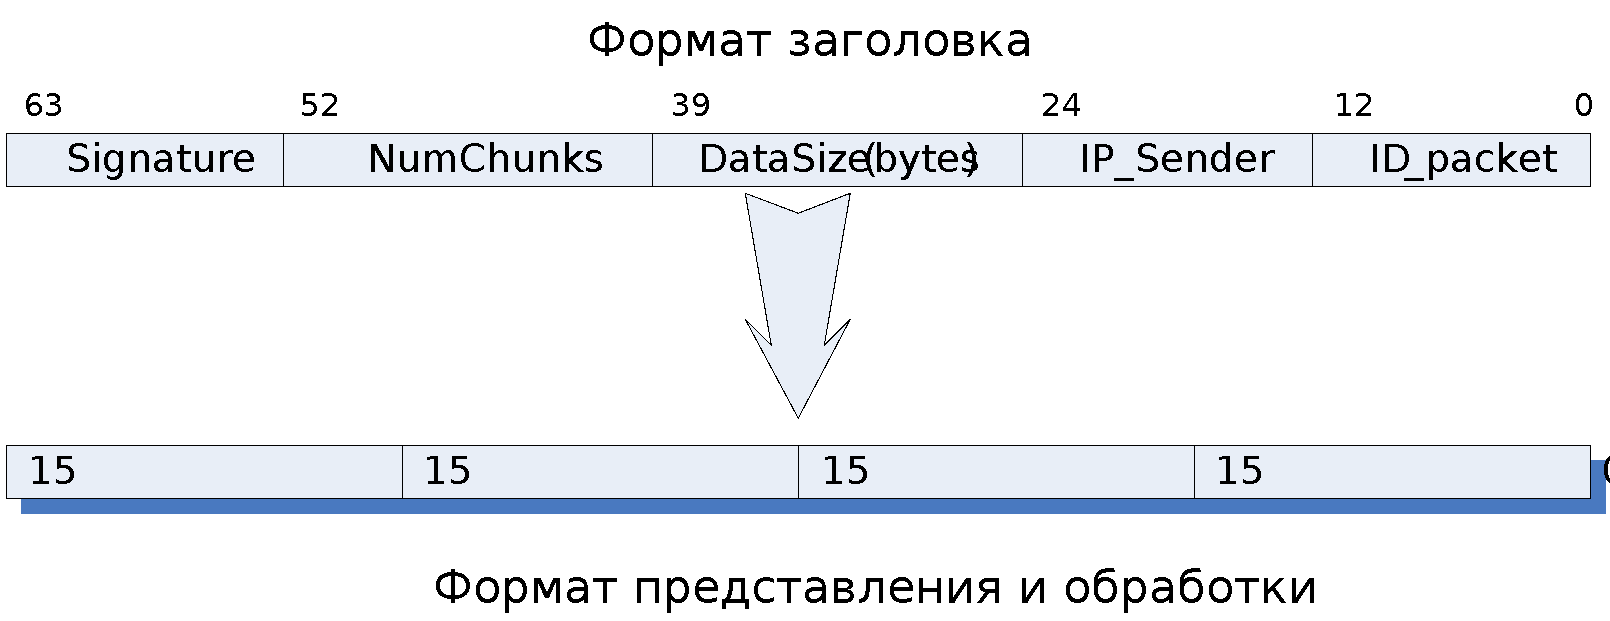 Формат заголовка
63 52 39 24 12 0
Signature NumChunks DataSize(bytes) IP_Sender ID_packet
15 15 15 15
Формат представления и обработки